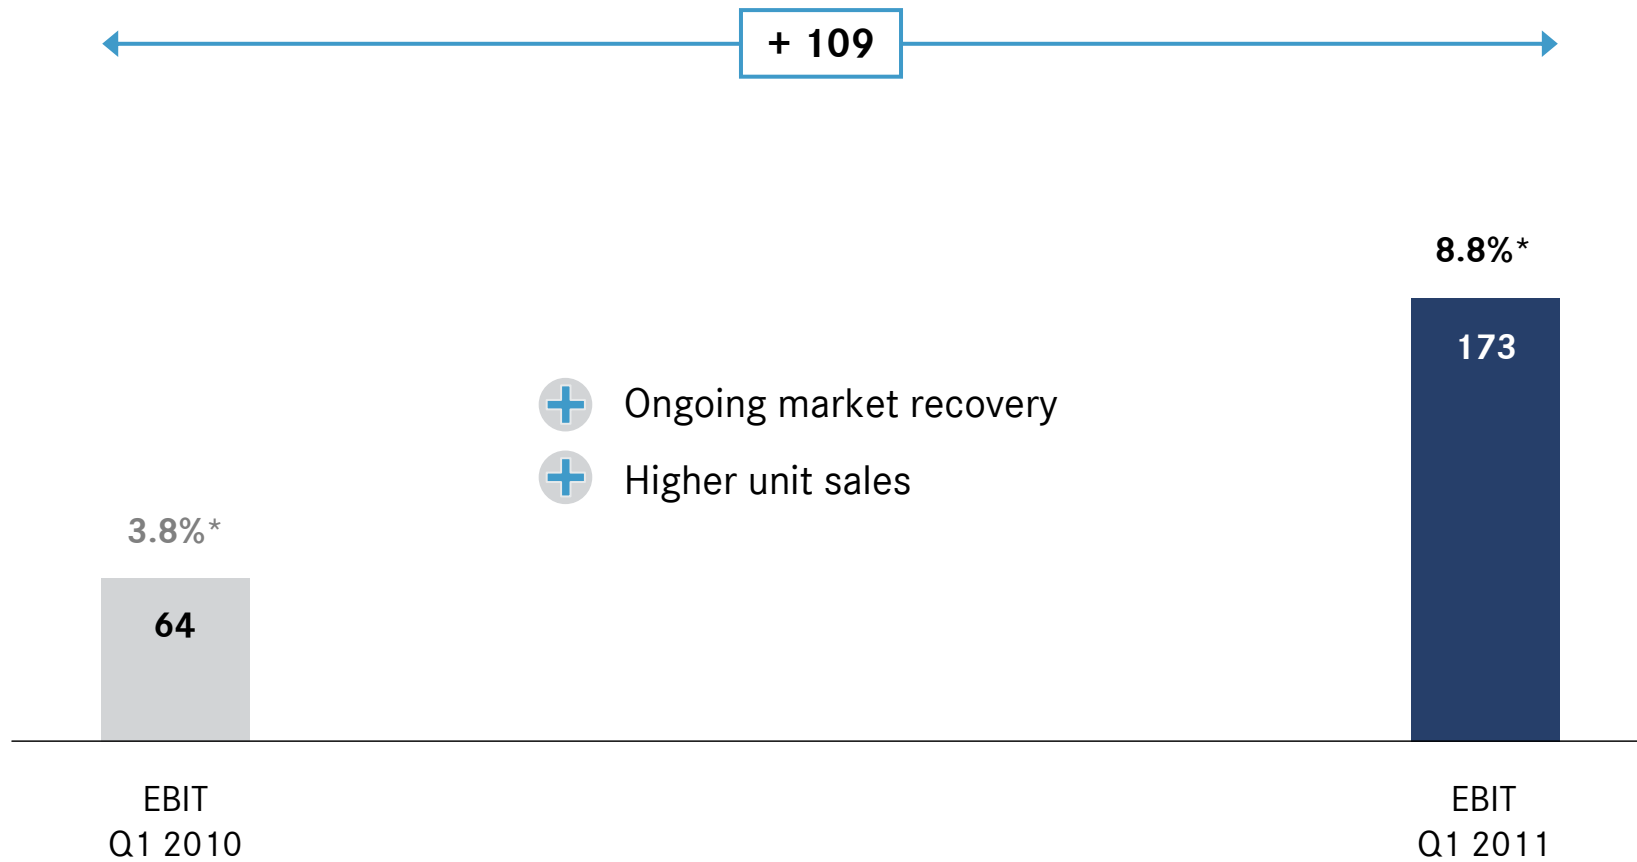 + 109
8.8%*
173
Ongoing market recovery
Higher unit sales
3.8%*
64
EBIT
Q1 2010
EBIT
Q1 2011